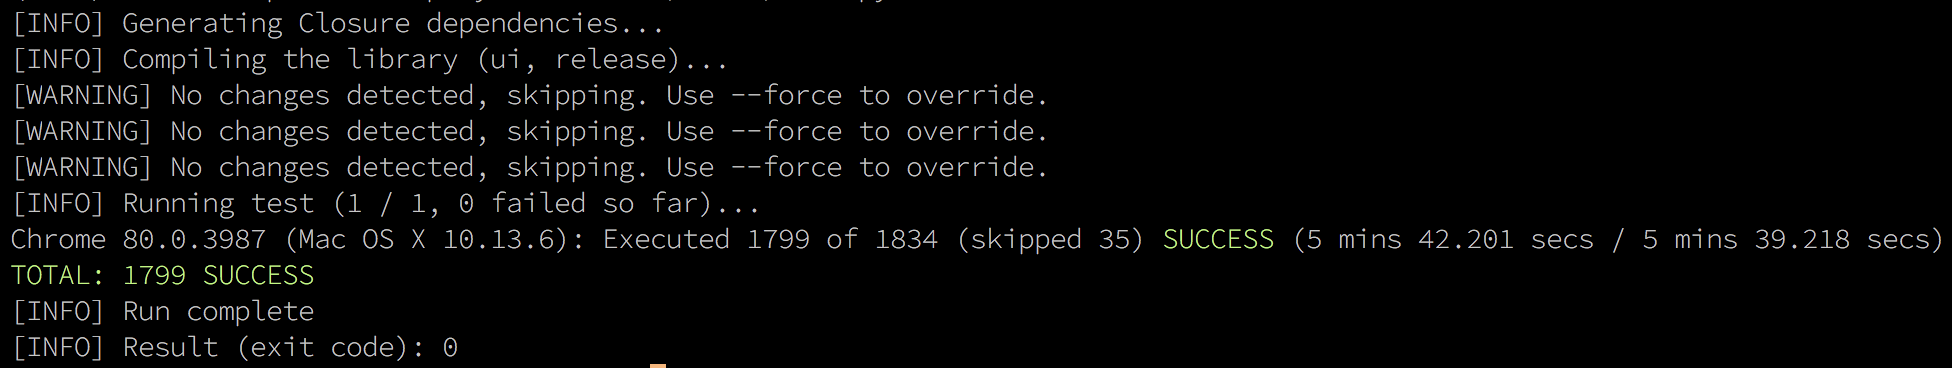 [INFO] Generating Closure dependencies...
[INFO] Compiling the library (ui, release)...
[WARNING] No changes detected, skipping. Use --force to override.
[WARNING] No changes detected, skipping. Use --force to override.
[WARNING] No changes detected, skipping. Use --force to override.
[INFO] Running test (1 / 1, 0 failed so far)...
Chrome 80.0.3987 (Mac OS X 10.13.6): Executed 1799 of 1834 (skipped 35) SUCCESS (5 mins 42.201 secs / 5 mins 39.218 secs)
TOTAL: 1799 SUCCESS
[INFO] Run complete
[INFO] Result (exit code): 0